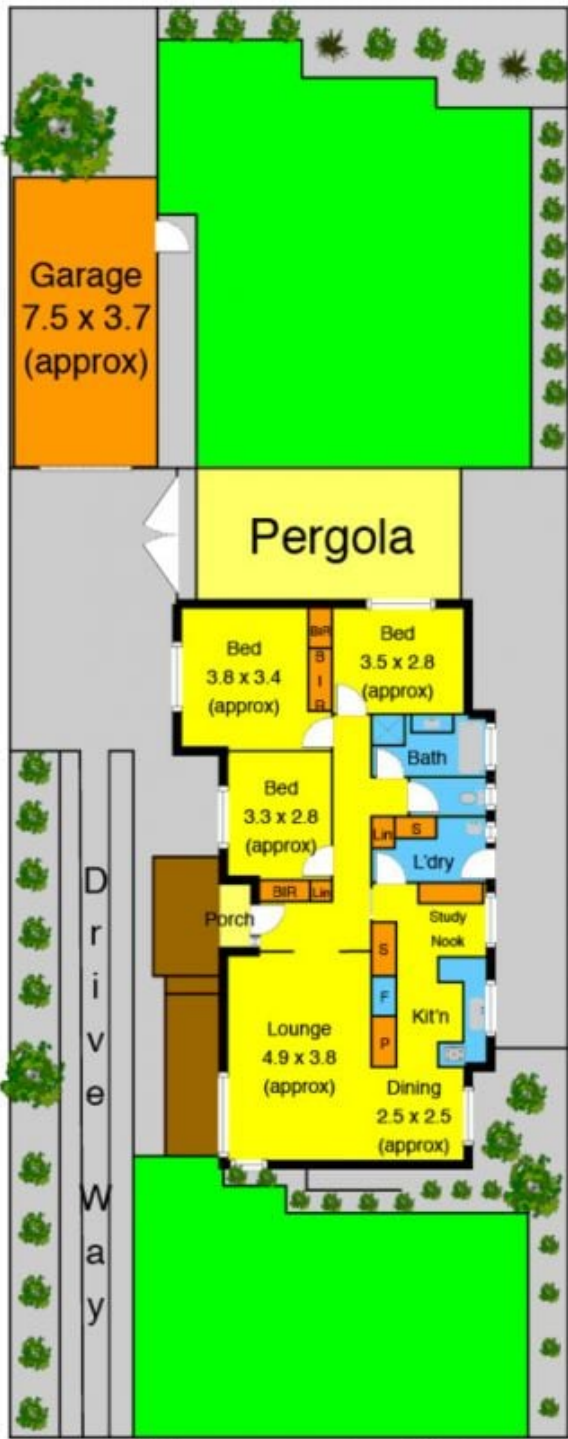 Garage
7.5 x 3.7
(approx)
Pergola
Bed
3.8 x 3.4
(approx)
BIR
B
I
R
Bed
3.5 x 2.8
(approx)
Bath
Bed
3.3 x 2.8
(approx)
Lin
S
L'dry
BIR
Lin
Porch
Study
Nook
S
F
P
Kit'n
Lounge
4.9 x 3.8
(approx)
Dining
2.5 x 2.5
(approx)
D
r
i
v
e
W
a
y